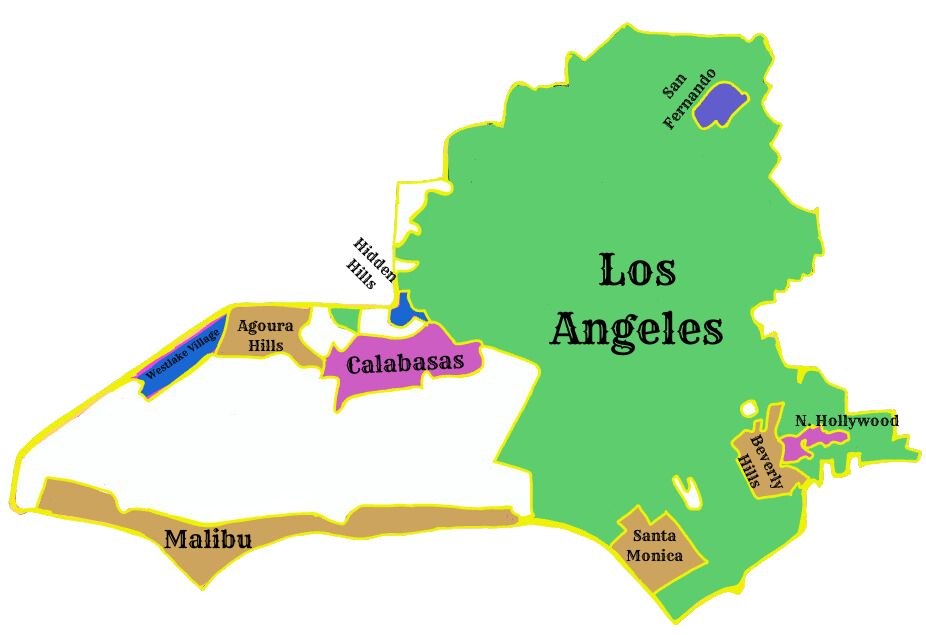 San
Fernando
Hidden
Hills
Los
Angeles
Westlake Village
Agoura
Hills
Calabasas
N. Hollywood
Beverly
Hills
Malibu
Santa
Monica